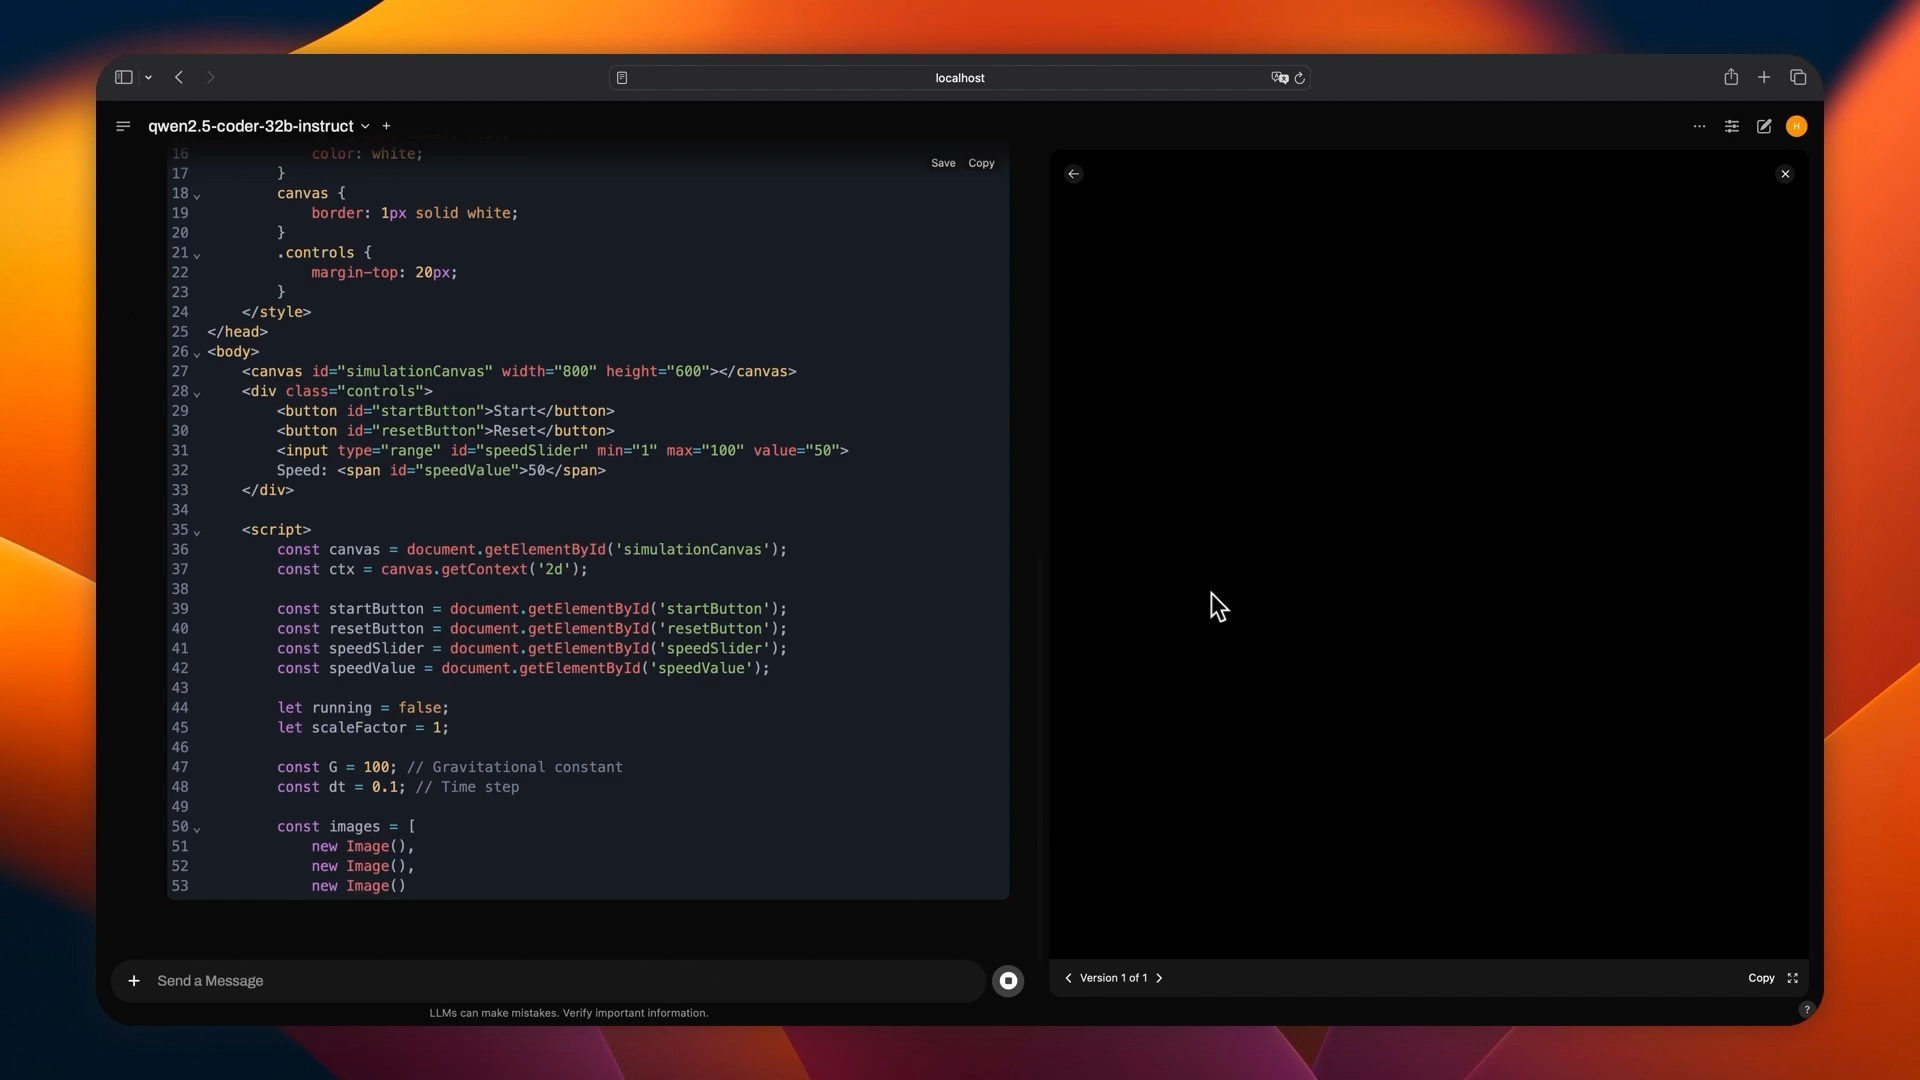 localhost
qwen2.5-coder-32b-instruct
H
Save Copy
16 color: white;
17 }
18 canvas {
19 border: 1px solid white;
20 }
21 .controls {
22 margin-top: 20px;
23 }
24 </style>
25 </head>
26 <body>
27 <canvas id="simulationCanvas" width="800" height="600"></canvas>
28 <div class="controls">
29 <button id="startButton">Start</button>
30 <button id="resetButton">Reset</button>
31 <input type="range" id="speedSlider" min="1" max="100" value="50">
32 Speed: <span id="speedValue">50</span>
33 </div>
34
35 <script>
36 const canvas = document.getElementById('simulationCanvas');
37 const ctx = canvas.getContext('2d');
38
39 const startButton = document.getElementById('startButton');
40 const resetButton = document.getElementById('resetButton');
41 const speedSlider = document.getElementById('speedSlider');
42 const speedValue = document.getElementById('speedValue');
43
44 let running = false;
45 let scaleFactor = 1;
46
47 const G = 100; // Gravitational constant
48 const dt = 0.1; // Time step
49
50 const images = [
51 new Image(),
52 new Image(),
53 new Image()
Send a Message
LLMs can make mistakes. Verify important information.
Version 1 of 1
Copy
?